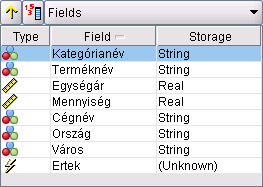 Fields
Type Field Storage
Kategórianév String
Terméknév String
Egységár Real
Mennyiség Real
Cégnév String
Ország String
Város String
Ertek (Unknown)